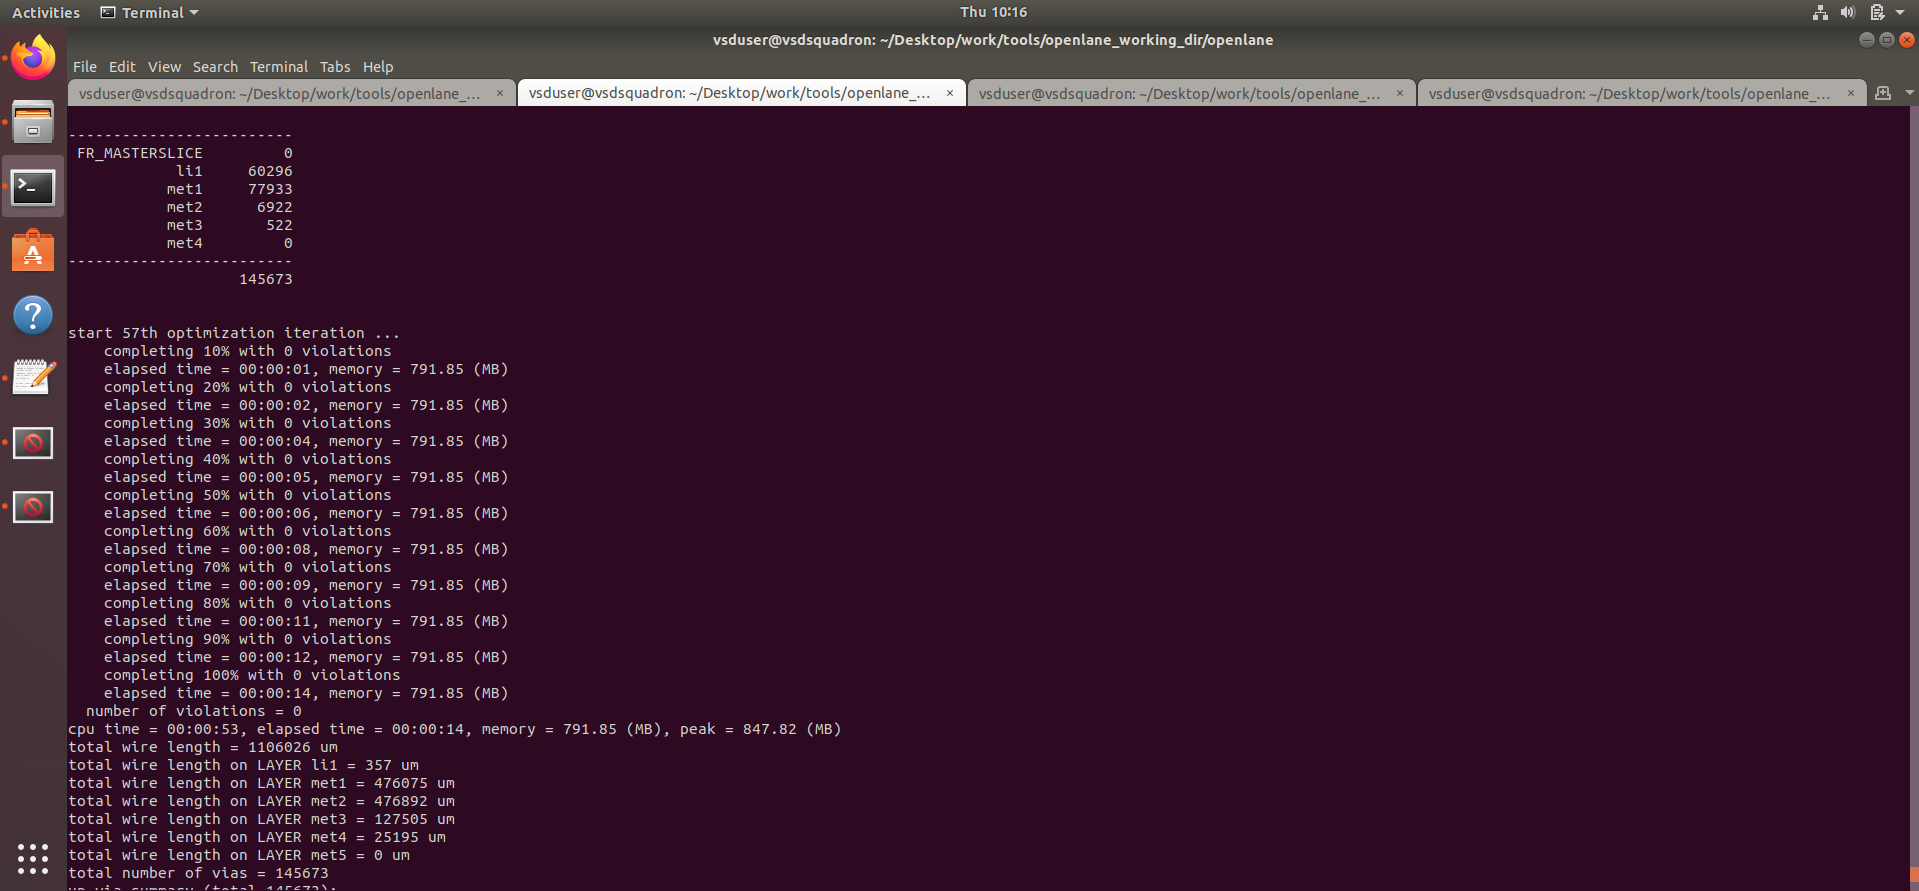 Activities Terminal Thu 10:16
vsduser@vsdsquadron: ~/Desktop/work/tools/openlane_working_dir/openlane
File Edit View Search Terminal Tabs Help
vsduser@vsdsquadron: ~/Desktop/work/tools/openlane_... × vsduser@vsdsquadron: ~/Desktop/work/tools/openlane_... × vsduser@vsdsquadron: ~/Desktop/work/tools/openlane_... × vsduser@vsdsquadron: ~/Desktop/work/tools/openlane_... ×
-------------------------
FR_MASTERSLICE 0
li1 60296
met1 77933
met2 6922
met3 522
met4 0
-------------------------
145673
start 57th optimization iteration ...
completing 10% with 0 violations
elapsed time = 00:00:01, memory = 791.85 (MB)
completing 20% with 0 violations
elapsed time = 00:00:02, memory = 791.85 (MB)
completing 30% with 0 violations
elapsed time = 00:00:04, memory = 791.85 (MB)
completing 40% with 0 violations
elapsed time = 00:00:05, memory = 791.85 (MB)
completing 50% with 0 violations
elapsed time = 00:00:06, memory = 791.85 (MB)
completing 60% with 0 violations
elapsed time = 00:00:08, memory = 791.85 (MB)
completing 70% with 0 violations
elapsed time = 00:00:09, memory = 791.85 (MB)
completing 80% with 0 violations
elapsed time = 00:00:11, memory = 791.85 (MB)
completing 90% with 0 violations
elapsed time = 00:00:12, memory = 791.85 (MB)
completing 100% with 0 violations
elapsed time = 00:00:14, memory = 791.85 (MB)
number of violations = 0
cpu time = 00:00:53, elapsed time = 00:00:14, memory = 791.85 (MB), peak = 847.82 (MB)
total wire length = 1106026 um
total wire length on LAYER li1 = 357 um
total wire length on LAYER met1 = 476075 um
total wire length on LAYER met2 = 476892 um
total wire length on LAYER met3 = 127505 um
total wire length on LAYER met4 = 25195 um
total wire length on LAYER met5 = 0 um
total number of vias = 145673
up-via summary (total 145673):